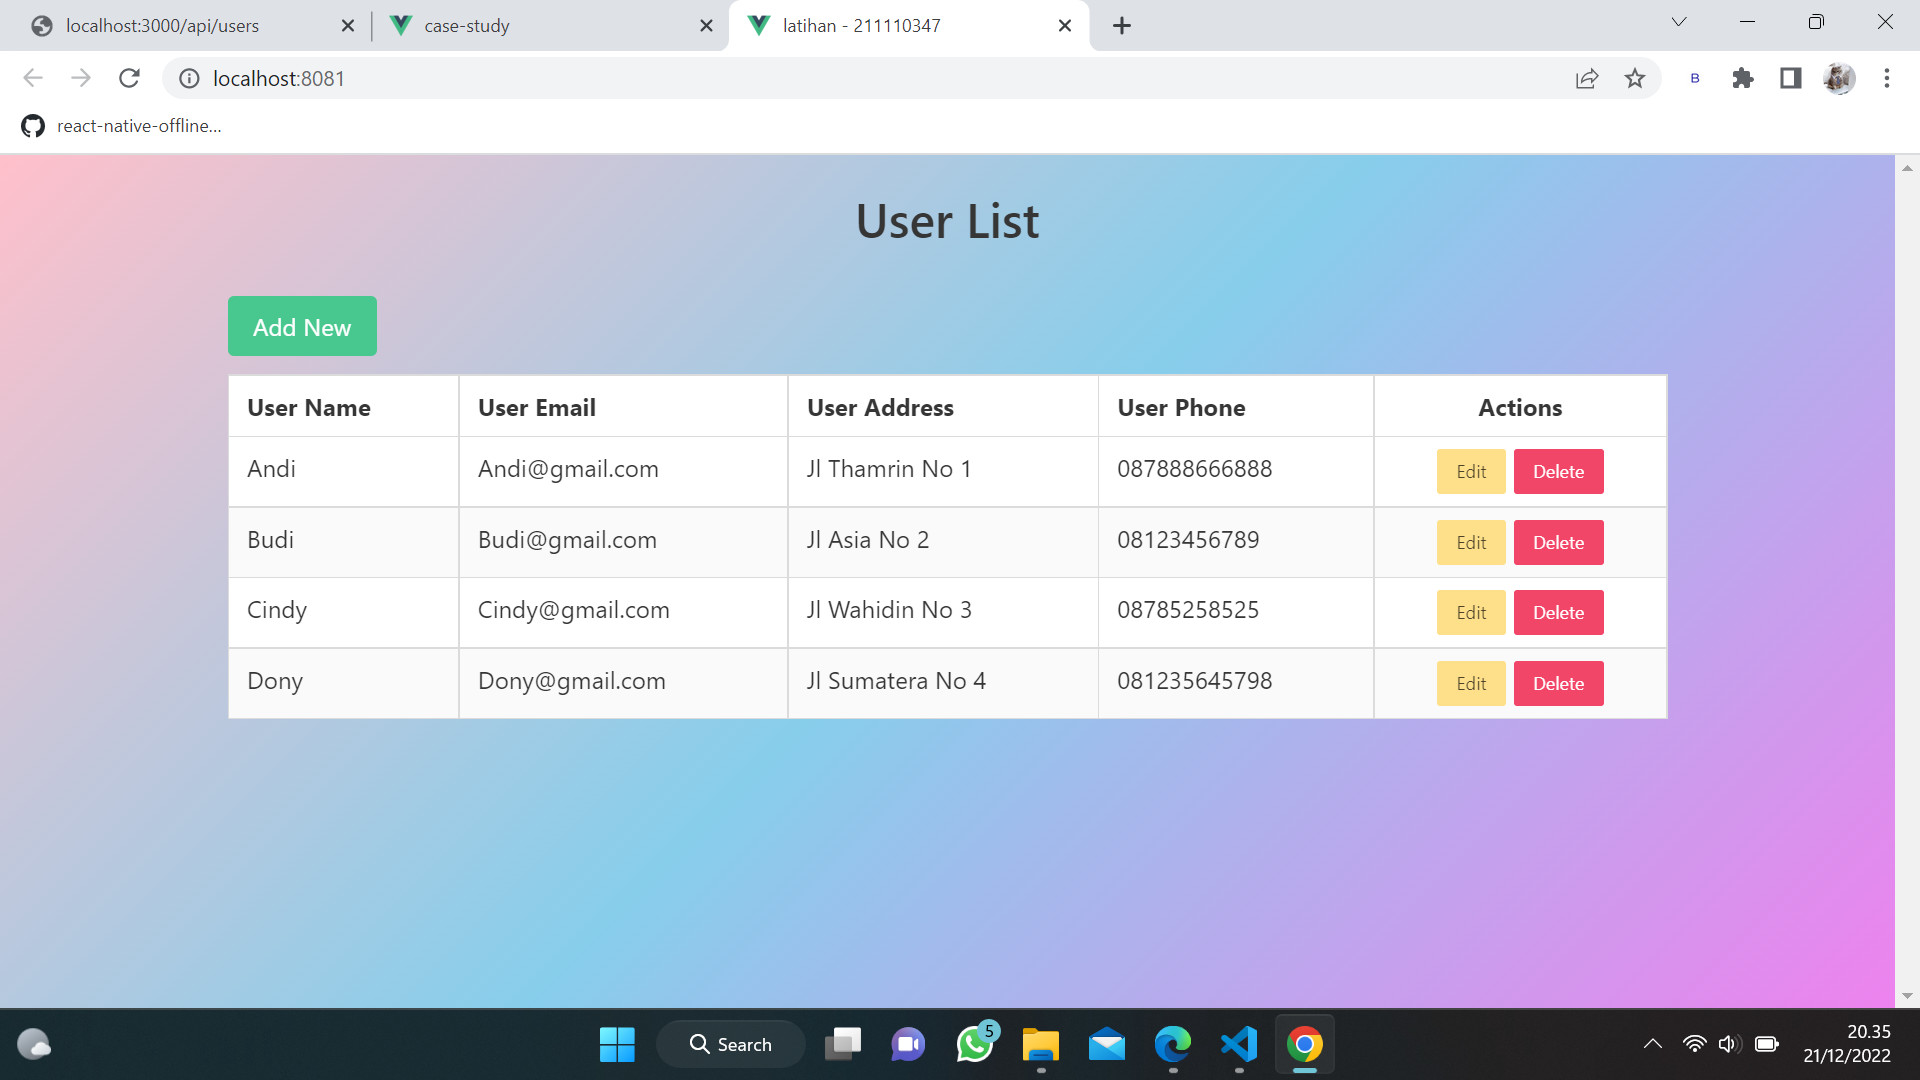 localhost:3000/api/users
case-study
latihan - 211110347
localhost:8081
B
react-native-offline...
User List
Add New
User Name User Email User Address User Phone Actions
Andi Andi@gmail.com Jl Thamrin No 1 087888666888 Edit Delete
Budi Budi@gmail.com Jl Asia No 2 08123456789 Edit Delete
Cindy Cindy@gmail.com Jl Wahidin No 3 08785258525 Edit Delete
Dony Dony@gmail.com Jl Sumatera No 4 081235645798 Edit Delete
Search
5
20.35
21/12/2022